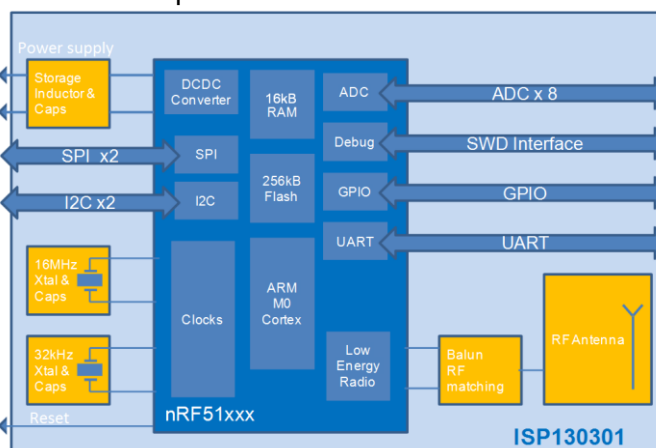 Power supply
Storage
Inductor &
Caps
DCDC
Converter
16kB
RAM
ADC
ADC x 8
Debug
SWD Interface
SPI x2
SPI
256kB
Flash
GPIO
GPIO
I2C x2
I2C
UART
UART
16MHz
Xtal &
Caps
Clocks
ARM
M0
Cortex
32kHz
Xtal &
Caps
Low
Energy
Radio
Balun
RF
matching
RF Antenna
Reset
nRF51xxx
ISP130301